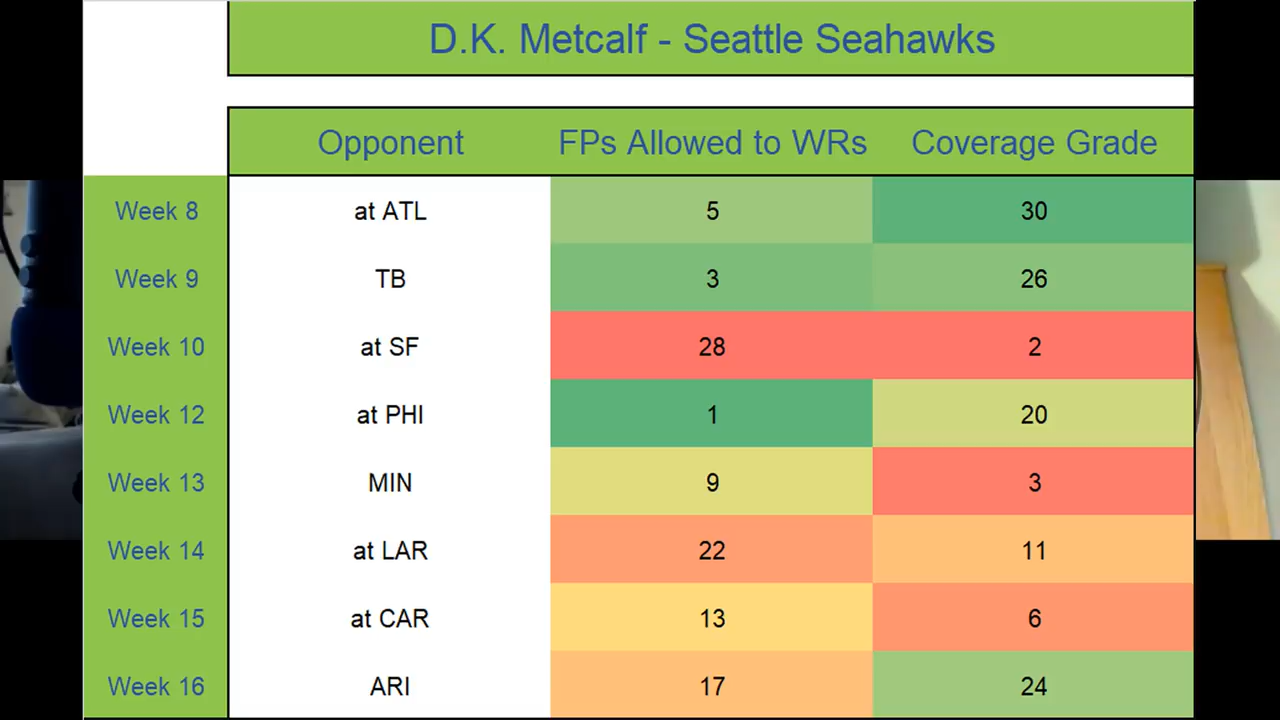 D.K. Metcalf - Seattle Seahawks
Opponent FPs Allowed to WRs Coverage Grade
Week 8 at ATL 5 30
Week 9 TB 3 26
Week 10 at SF 28 2
Week 12 at PHI 1 20
Week 13 MIN 9 3
Week 14 at LAR 22 11
Week 15 at CAR 13 6
Week 16 ARI 17 24